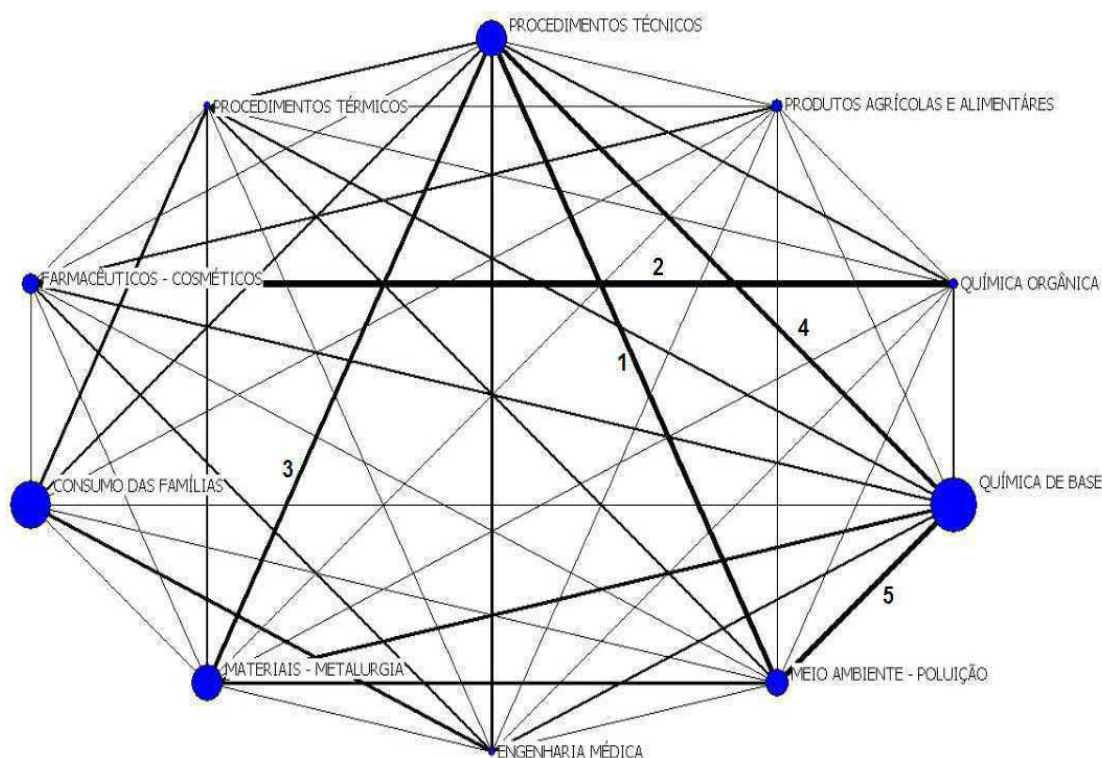 PROCEDIMENTOS TÉCNICOS
PROCEDIMENTOS TÉRMICOS
PRODUTOS AGRÍCOLAS E ALIMENTÁRES
2
FARMACÊUTICOS - COSMÉTICOS
QUÍMICA ORGÂNICA
4
1
3
CONSUMO DAS FAMÍLIAS
QUÍMICA DE BASE
5
MATERIAIS - METALURGIA
MEIO AMBIENTE - POLUIÇÃO
ENGENHARIA MÉDICA